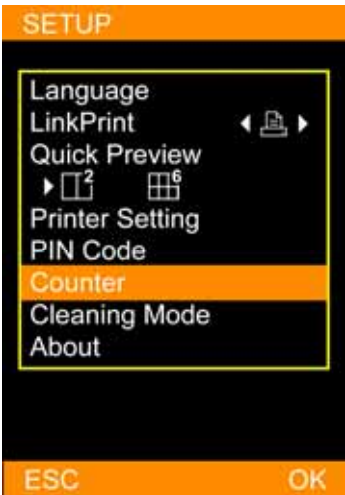 SETUP
Language
LinkPrint
Quick Preview
2 6
Printer Setting
PIN Code
Counter
Cleaning Mode
About
ESC OK